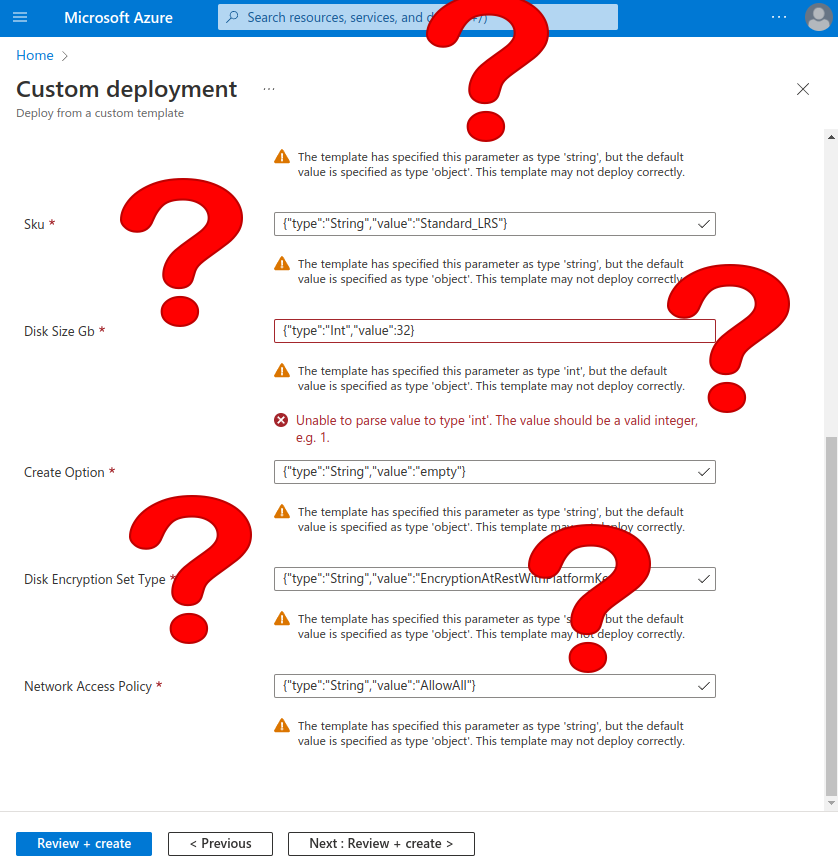 Microsoft Azure
Search resources, services, and
Home
Custom deployment
...
Deploy from a custom template
The template has specified this parameter as type 'string', but the default
value is specified as type 'object'. This template may not deploy correctly.
Sku *
{"type":"String","value":"Standard_LRS"}
The template has specified this parameter as type 'string', but the default
value is specified as type 'object'. This template may not deploy correctly.
Disk Size Gb *
{"type":"Int","value":32}
The template has specified this parameter as type 'int', but the default
value is specified as type 'object'. This template may not deploy correctly.
Unable to parse value to type 'int'. The value should be a valid integer,
e.g. 1.
Create Option *
{"type":"String","value":"empty"}
The template has specified this parameter as type 'string', but the default
value is specified as type 'object'. This template may not deploy correctly.
Disk Encryption Set Type *
{"type":"String","value":"EncryptionAtRestWithPlatformKe
The template has specified this parameter as type 'string', but the default
value is specified as type 'object'. This template may not deploy correctly.
Network Access Policy *
{"type":"String","value":"AllowAll"}
The template has specified this parameter as type 'string', but the default
value is specified as type 'object'. This template may not deploy correctly.
Review + create
< Previous
Next : Review + create >
?
?
?
?
?